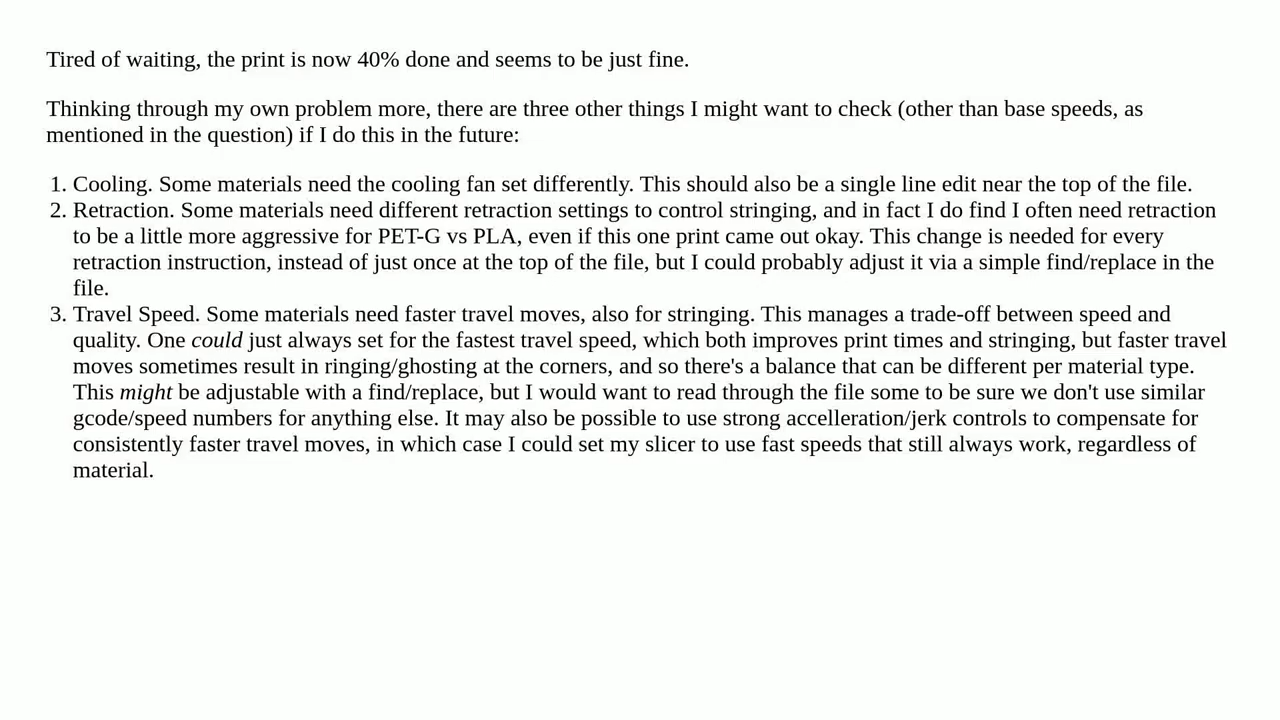 Tired of waiting, the print is now 40% done and seems to be just fine.
Thinking through my own problem more, there are three other things I might want to check (other than base speeds, as
mentioned in the question) if I do this in the future:
1. Cooling. Some materials need the cooling fan set differently. This should also be a single line edit near the top of the file.
2. Retraction. Some materials need different retraction settings to control stringing, and in fact I do find I often need retraction
to be a little more aggressive for PET-G vs PLA, even if this one print came out okay. This change is needed for every
retraction instruction, instead of just once at the top of the file, but I could probably adjust it via a simple find/replace in the
file.
3. Travel Speed. Some materials need faster travel moves, also for stringing. This manages a trade-off between speed and
quality. One could just always set for the fastest travel speed, which both improves print times and stringing, but faster travel
moves sometimes result in ringing/ghosting at the corners, and so there's a balance that can be different per material type.
This might be adjustable with a find/replace, but I would want to read through the file some to be sure we don't use similar
gcode/speed numbers for anything else. It may also be possible to use strong accelleration/jerk controls to compensate for
consistently faster travel moves, in which case I could set my slicer to use fast speeds that still always work, regardless of
material.